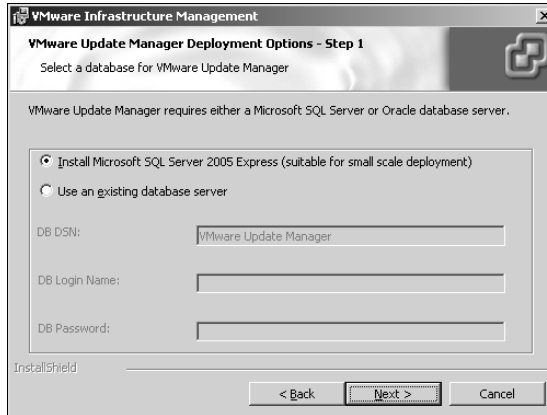 VMware Infrastructure Management
VMware Update Manager Deployment Options - Step 1
Select a database for VMware Update Manager
VMware Update Manager requires either a Microsoft SQL Server or Oracle database server.
Install Microsoft SQL Server 2005 Express (suitable for small scale deployment)
Use an existing database server
DB DSN:
VMware Update Manager
DB Login Name:
DB Password:
InstallShield
< Back
Next >
Cancel